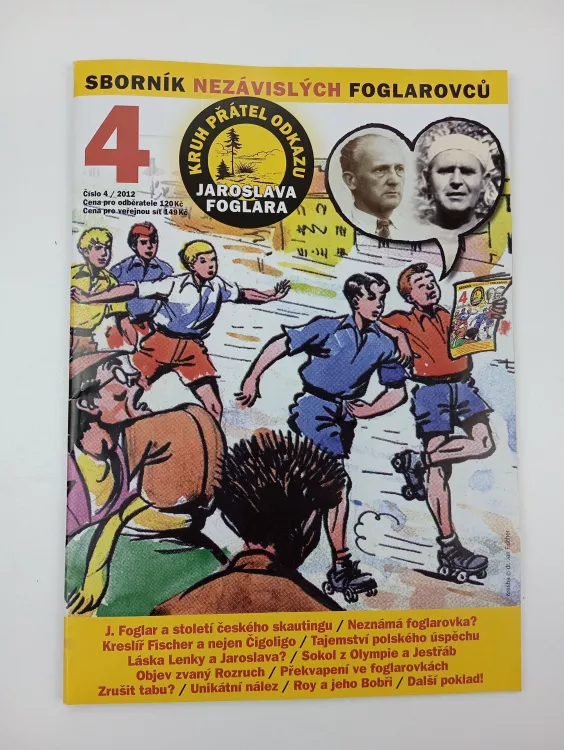 SBORNÍK NEZÁVISLÝCH FOGLAROVCŮ
4
Číslo 4 / 2012
Cena pro odběratele 120 Kč
Cena pro veřejnou síť 149 Kč
KRUH PŘÁTEL ODKAZU
JAROSLAVA
FOGLARA
4
J. Foglar a století českého skautingu / Neznámá foglarovka?
Kreslíř Fischer a nejen Čigoligo / Tajemství polského úspěchu
Láska Lenky a Jaroslava? / Sokol z Olympie a Jestřáb
Objev zvaný Rozruch / Překvapení ve foglarovkách
Zrušit tabu? / Unikátní nález / Roy a jeho Bobři / Další poklad!